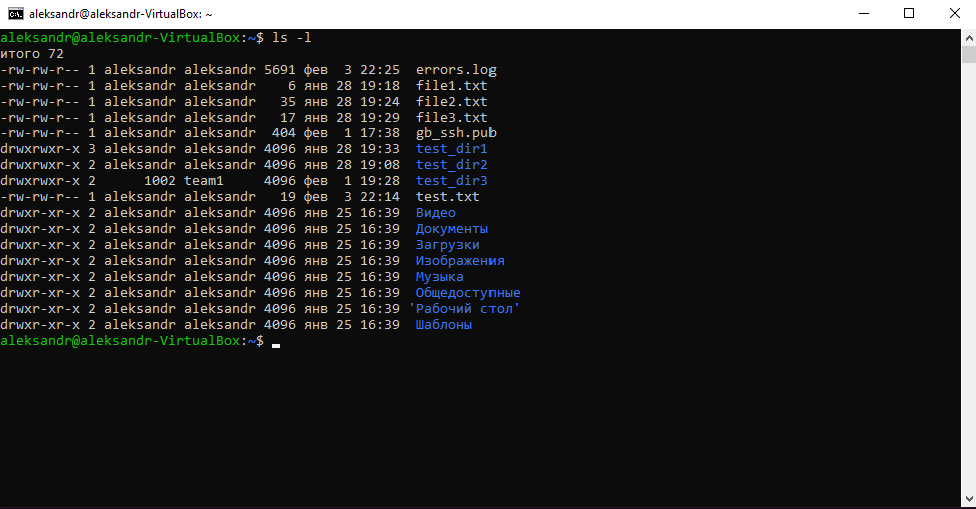 aleksandr@aleksandr-VirtualBox: ~
aleksandr@aleksandr-VirtualBox:~$ ls -l
итого 72
-rw-rw-r-- 1 aleksandr aleksandr 5691 фев  3 22:25  errors.log
-rw-rw-r-- 1 aleksandr aleksandr    6 янв 28 19:18  file1.txt
-rw-rw-r-- 1 aleksandr aleksandr   35 янв 28 19:24  file2.txt
-rw-rw-r-- 1 aleksandr aleksandr   17 янв 28 19:29  file3.txt
-rw-rw-r-- 1 aleksandr aleksandr  404 фев  1 17:38  gb_ssh.pub
drwxrwxr-x 3 aleksandr aleksandr 4096 янв 28 19:33  test_dir1
drwxrwxr-x 2 aleksandr aleksandr 4096 янв 28 19:08  test_dir2
drwxrwxr-x 2      1002 team1     4096 фев  1 19:28  test_dir3
-rw-rw-r-- 1 aleksandr aleksandr   19 фев  3 22:14  test.txt
drwxr-xr-x 2 aleksandr aleksandr 4096 янв 25 16:39  Видео
drwxr-xr-x 2 aleksandr aleksandr 4096 янв 25 16:39  Документы
drwxr-xr-x 2 aleksandr aleksandr 4096 янв 25 16:39  Загрузки
drwxr-xr-x 2 aleksandr aleksandr 4096 янв 25 16:39  Изображения
drwxr-xr-x 2 aleksandr aleksandr 4096 янв 25 16:39  Музыка
drwxr-xr-x 2 aleksandr aleksandr 4096 янв 25 16:39  Общедоступные
drwxr-xr-x 2 aleksandr aleksandr 4096 янв 25 16:39 'Рабочий стол'
drwxr-xr-x 2 aleksandr aleksandr 4096 янв 25 16:39  Шаблоны
aleksandr@aleksandr-VirtualBox:~$